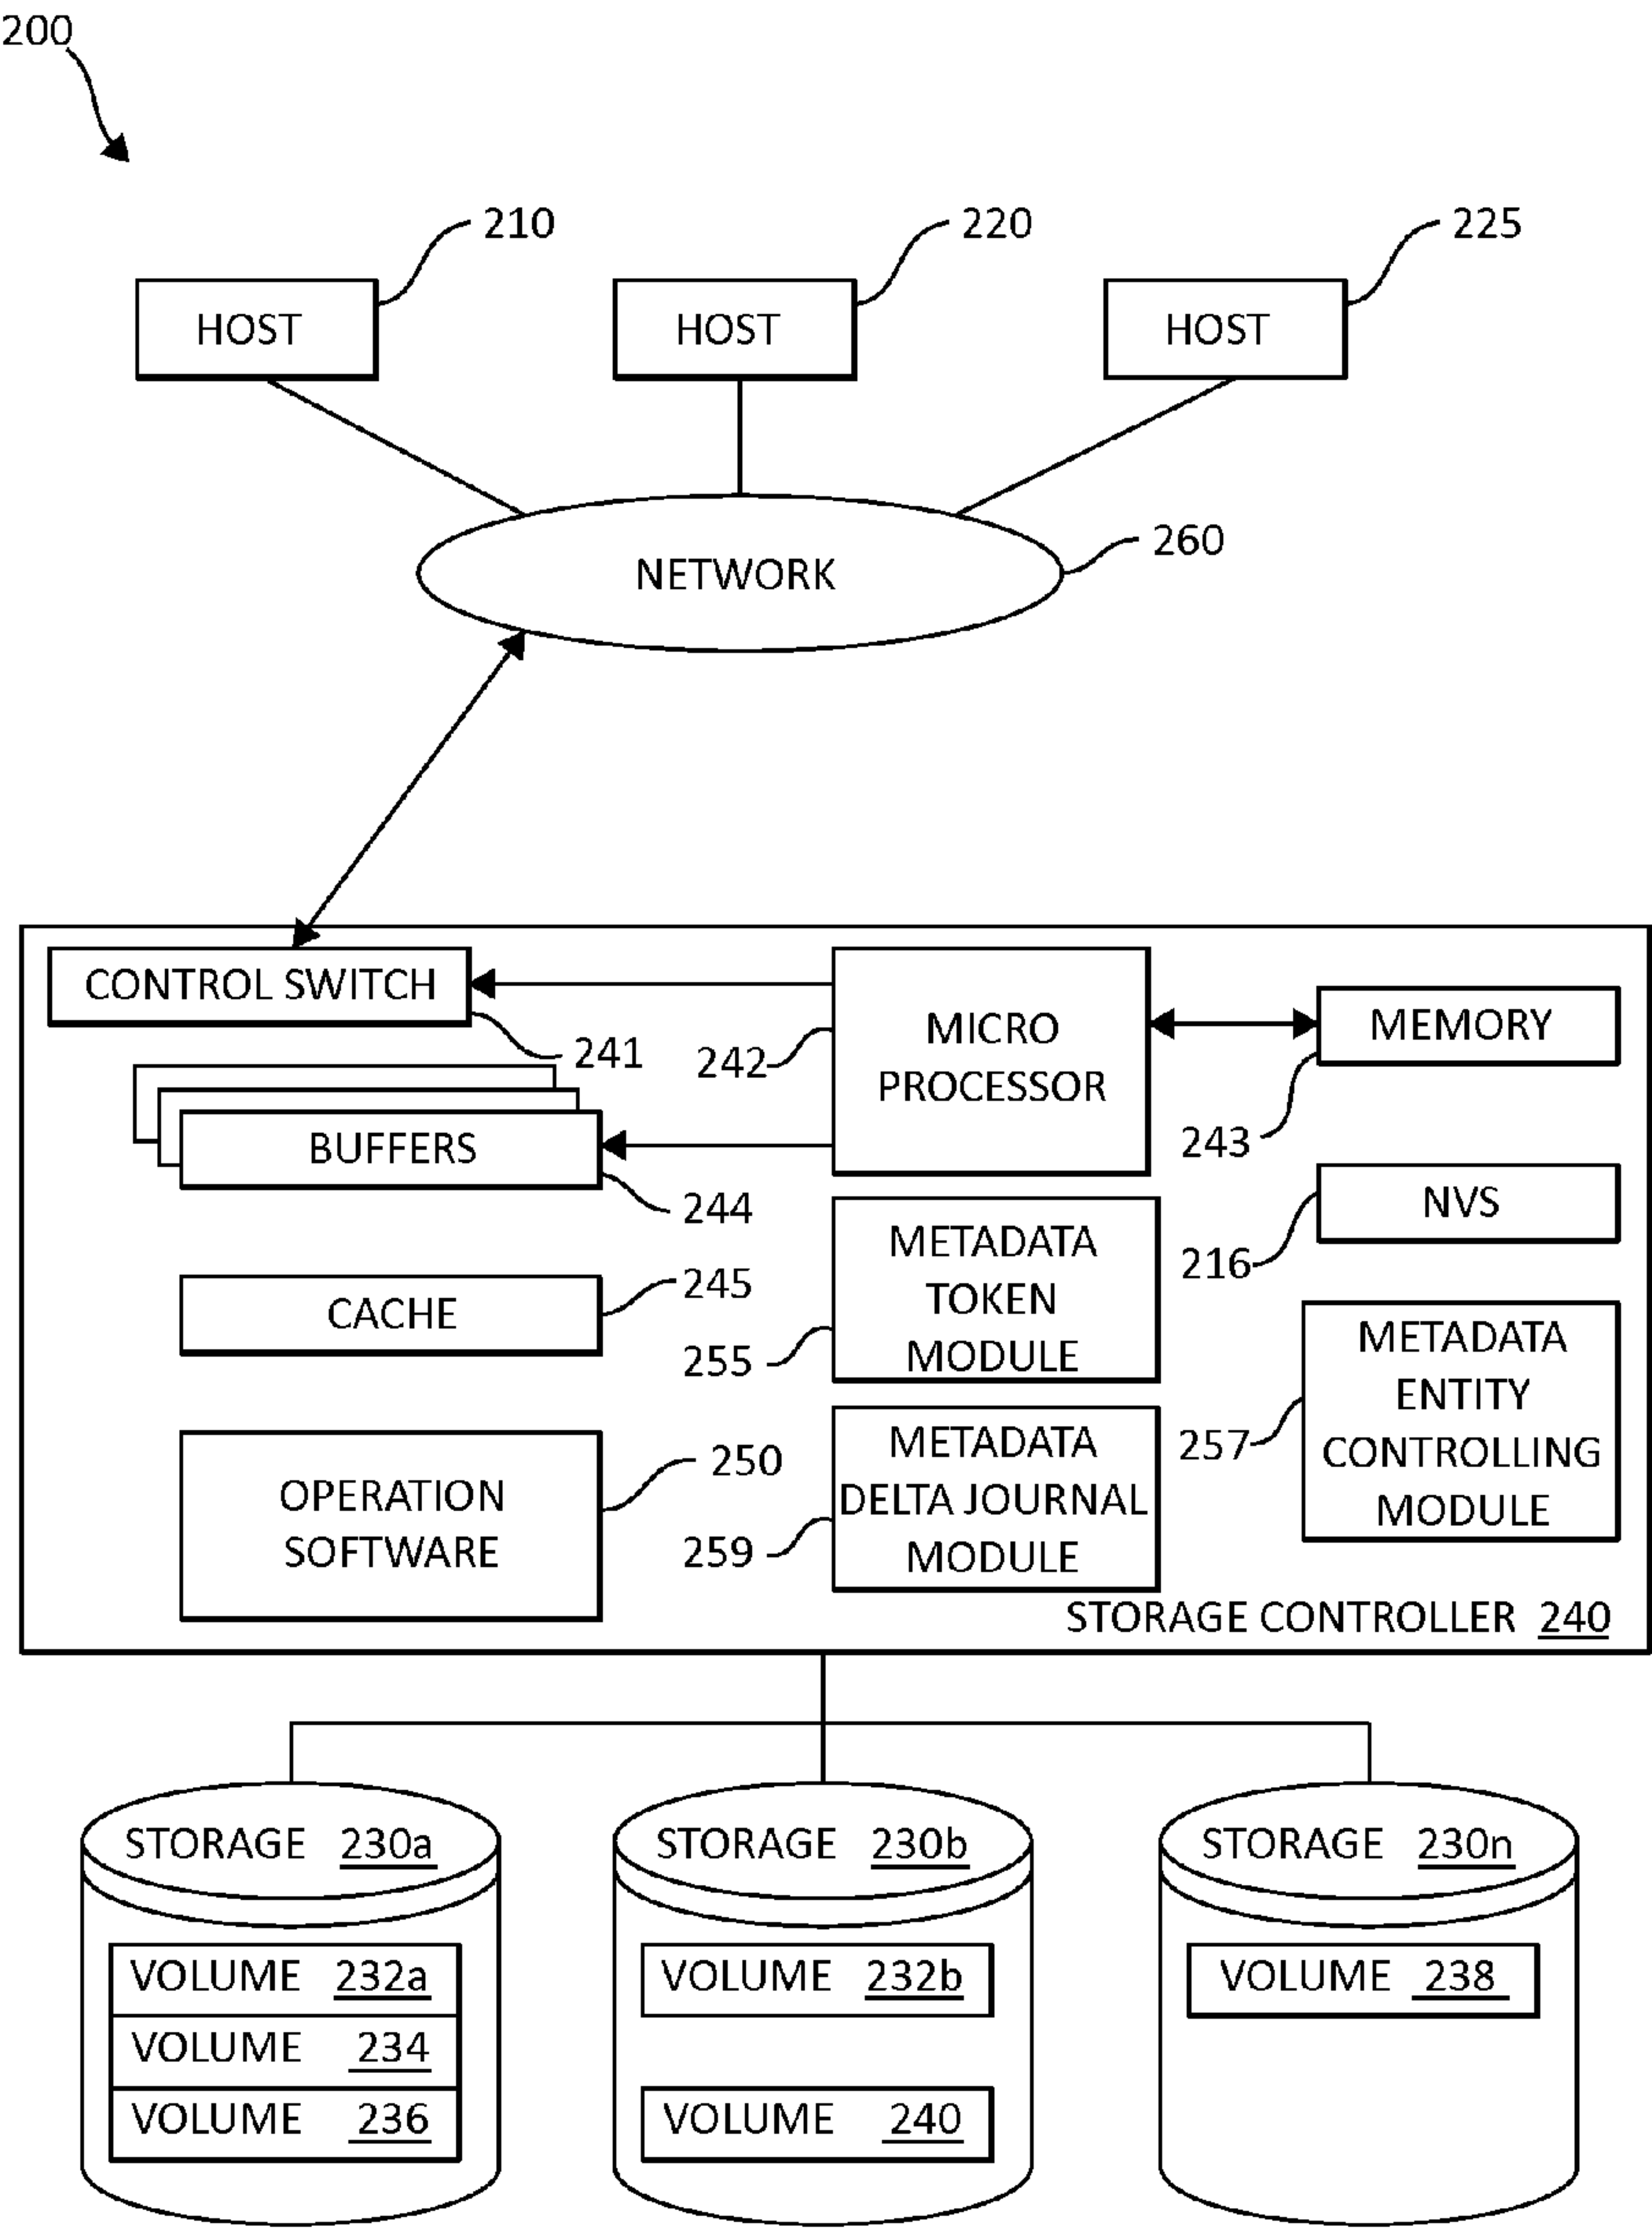 200
210
220
225
HOST
HOST
HOST
260
NETWORK
CONTROL SWITCH
241
242
MICRO
PROCESSOR
MEMORY
243
BUFFERS
244
NVS
216
METADATA
TOKEN
MODULE
255
CACHE
245
METADATA
ENTITY
CONTROLLING
MODULE
257
METADATA
DELTA JOURNAL
MODULE
259
OPERATION
SOFTWARE
250
STORAGE CONTROLLER 240
STORAGE 230a
VOLUME 232a
VOLUME 234
VOLUME 236
STORAGE 230b
VOLUME 232b
VOLUME 240
STORAGE 230n
VOLUME 238